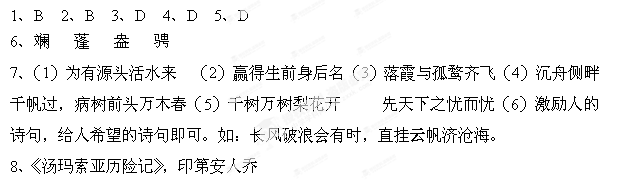 1、B 2、B 3、D 4、D 5、D
6、斓 蓬 盎 骋
7、(1)为有源头活水来 (2)赢得生前身后名(3)落霞与孤鹜齐飞(4)沉舟侧畔
千帆过，病树前头万木春(5)千树万树梨花开 先天下之忧而忧(6)激励人的
诗句，给人希望的诗句即可。如：长风破浪会有时，直挂云帆济沧海。
8、《汤玛索亚历险记》，印第安人乔